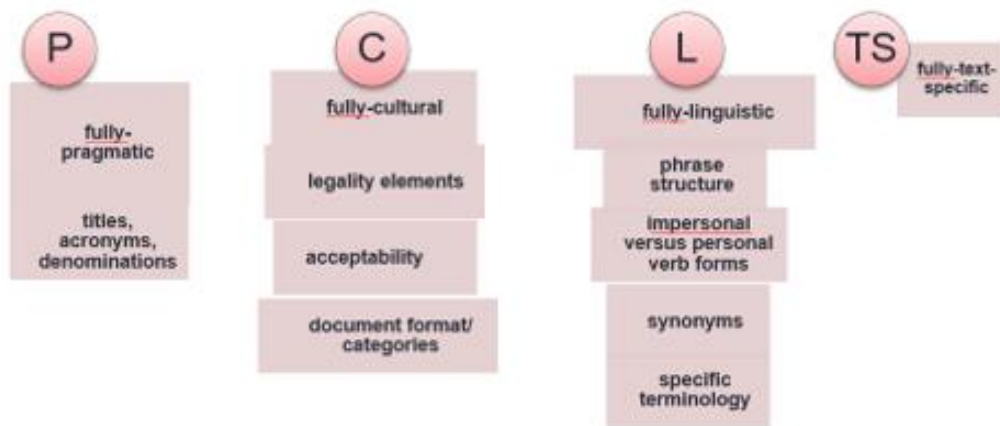 P
fully-
pragmatic
titles,
acronyms,
denominations
C
fully-cultural
legality elements
acceptability
document format/
categories
L
fully-linguistic
phrase
structure
impersonal
versus personal
verb forms
synonyms
specific
terminology
TS
fully-text-
specific